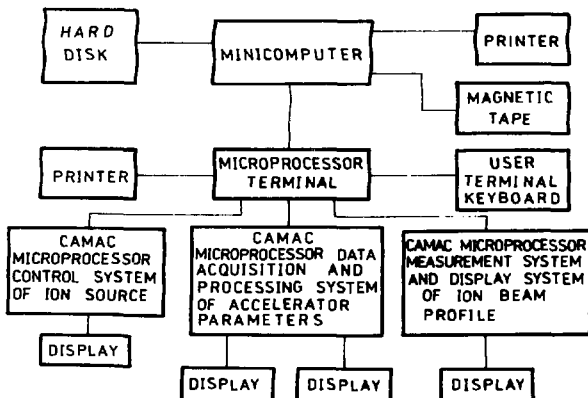 HARD
DISK
MINICOMPUTER
PRINTER
MAGNETIC
TAPE
PRINTER
MICROPROCESSOR
TERMINAL
USER
TERMINAL
KEYBOARD
CAMAC
MICROPROCESSOR
CONTROL SYSTEM
OF ION SOURCE
CAMAC
MICROPROCESSOR DATA
ACQUISITION AND
PROCESSING SYSTEM
OF ACCELERATOR
PARAMETERS
CAMAC MICROPROCESSOR
MEASUREMENT SYSTEM
AND DISPLAY SYSTEM
OF ION BEAM
PROFILE
DISPLAY
DISPLAY
DISPLAY
DISPLAY